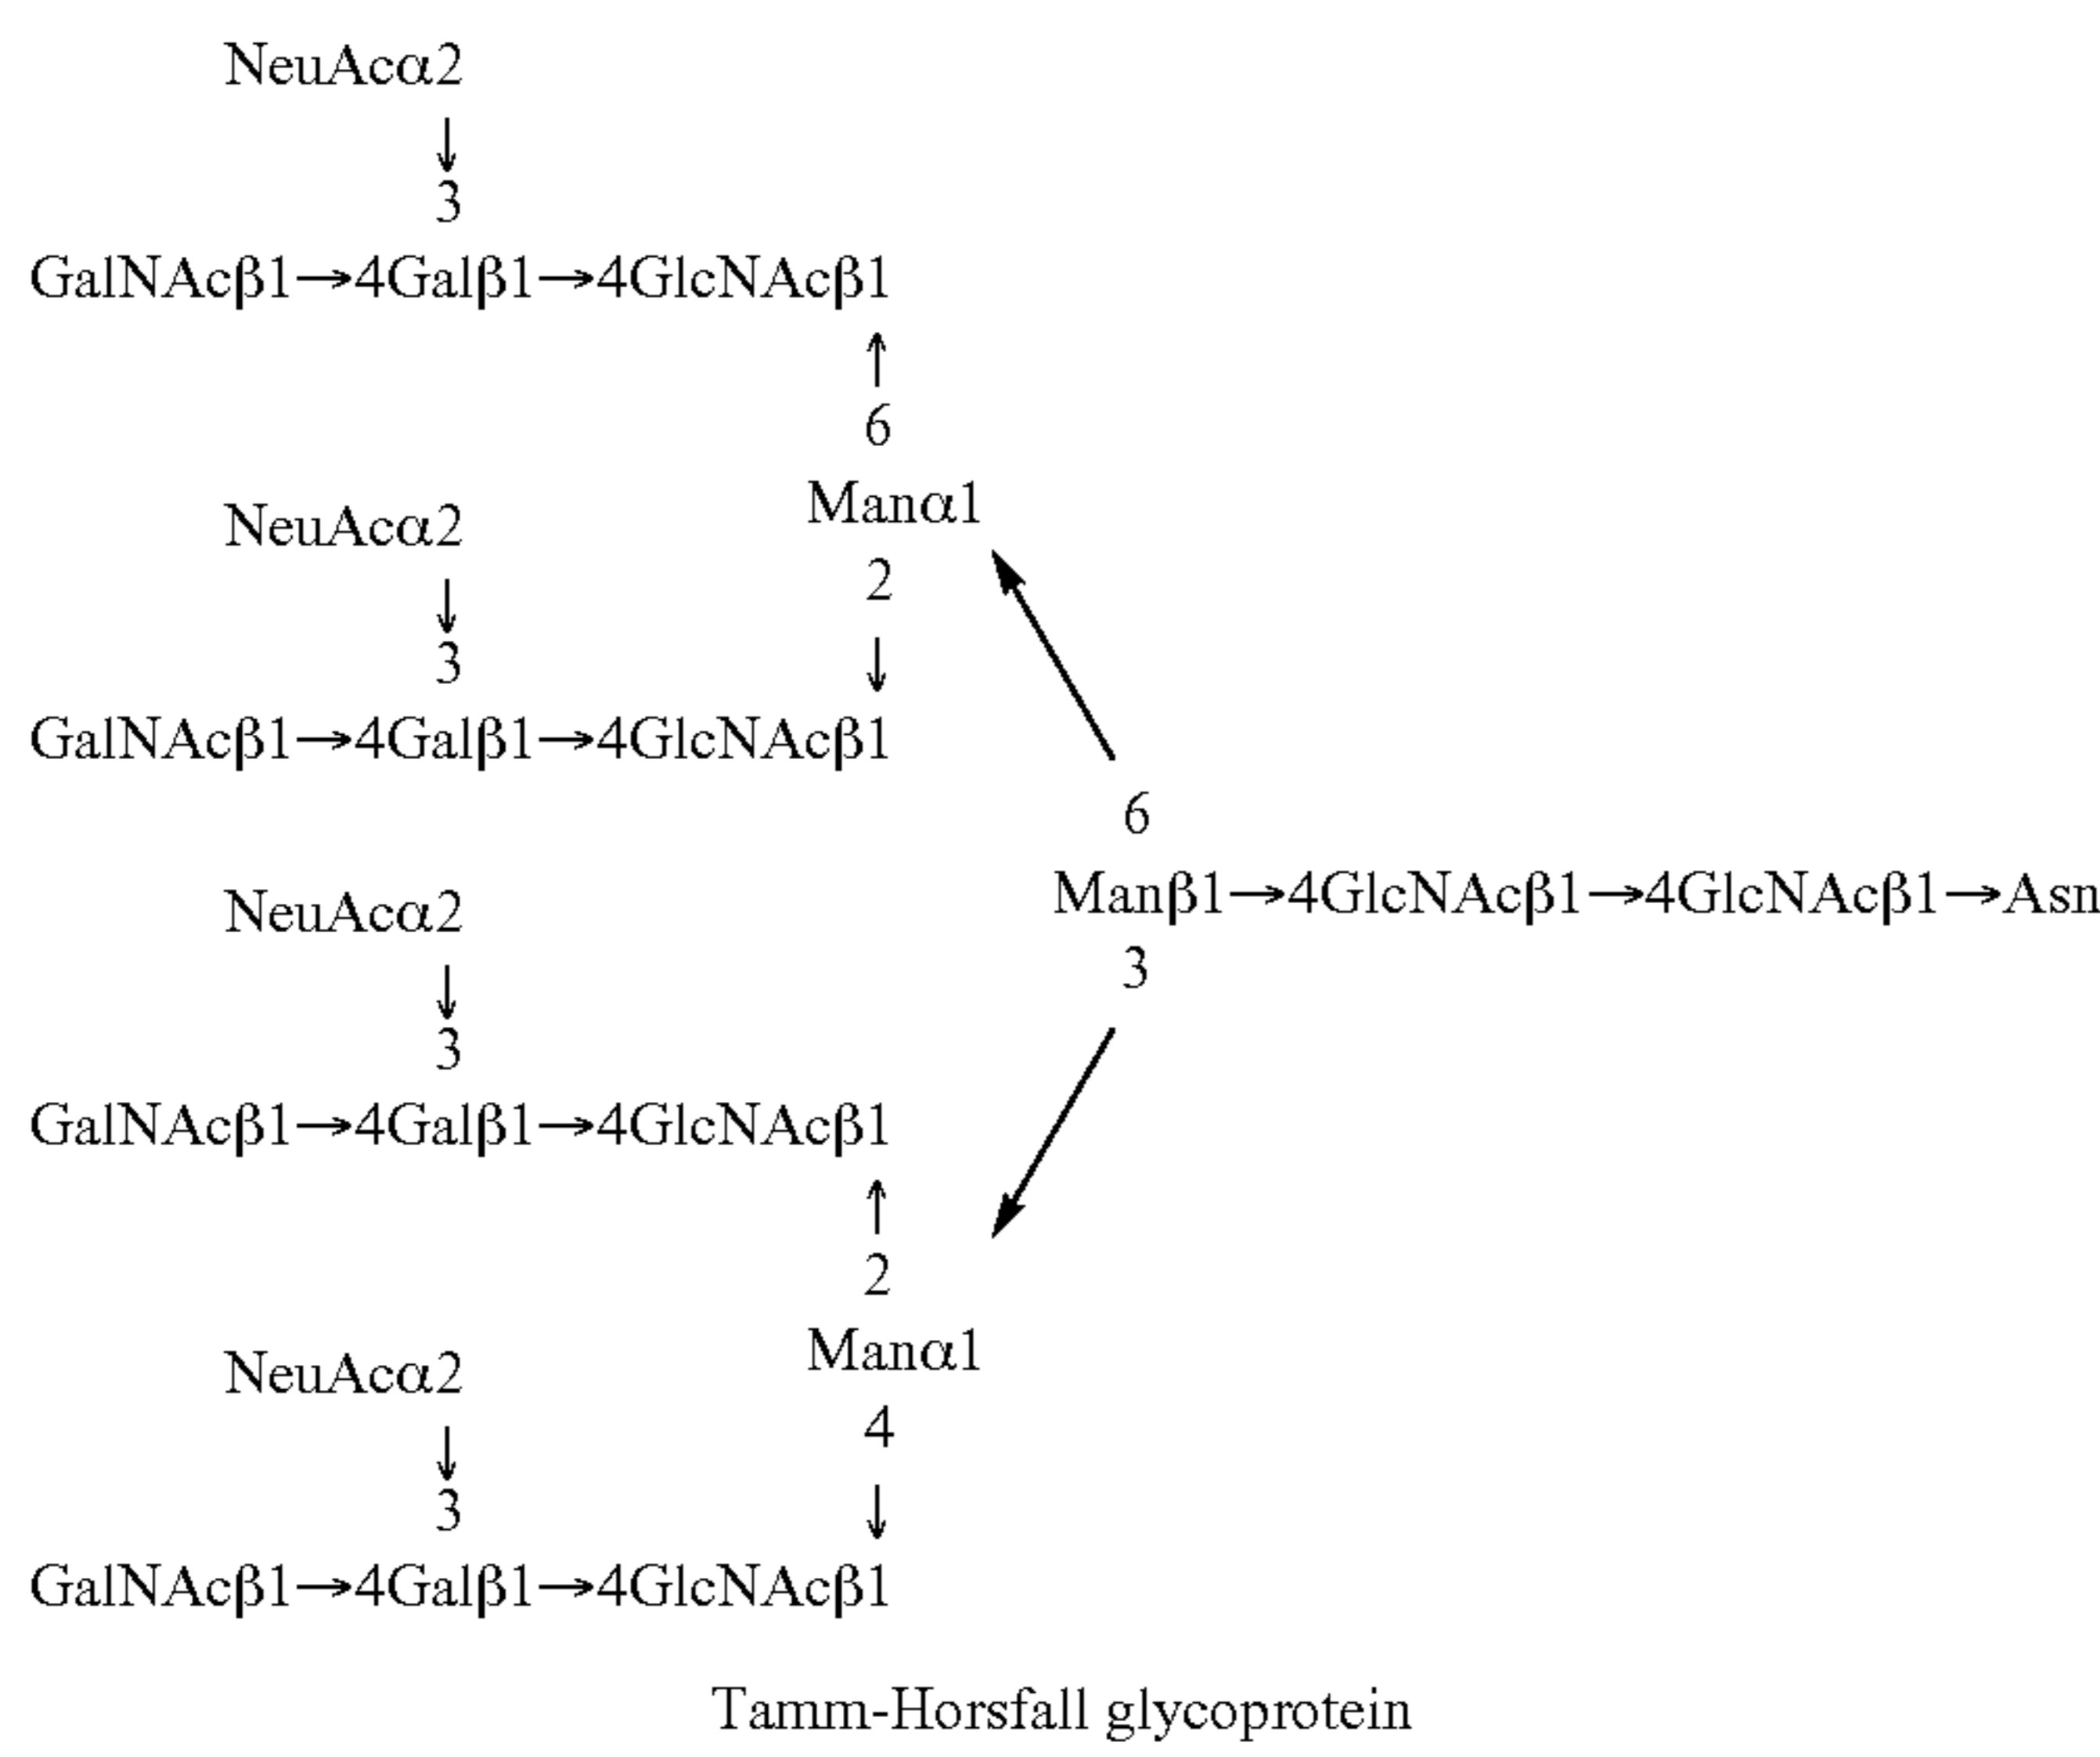 NeuAcα2
↓
3
GalNAcβ1→4Galβ1→4GlcNAcβ1
↑
6
NeuAcα2 Manα1
↓ 2
3 ↓
GalNAcβ1→4Galβ1→4GlcNAcβ1
6
NeuAcα2 Manβ1→4GlcNAcβ1→4GlcNAcβ1→Asn
↓ 3
3
GalNAcβ1→4Galβ1→4GlcNAcβ1
↑
2
NeuAcα2 Manα1
↓ 4
3 ↓
GalNAcβ1→4Galβ1→4GlcNAcβ1
Tamm-Horsfall glycoprotein